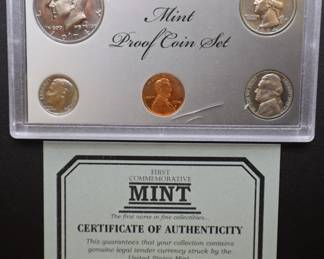 Mint
Proof Coin Set
FIRST
COMMEMORATIVE
MINT
The first name in fine collectibles...
CERTIFICATE OF AUTHENTICITY
This guarantees that your collection contains
genuine legal tender currency struck by the
United States Mint.